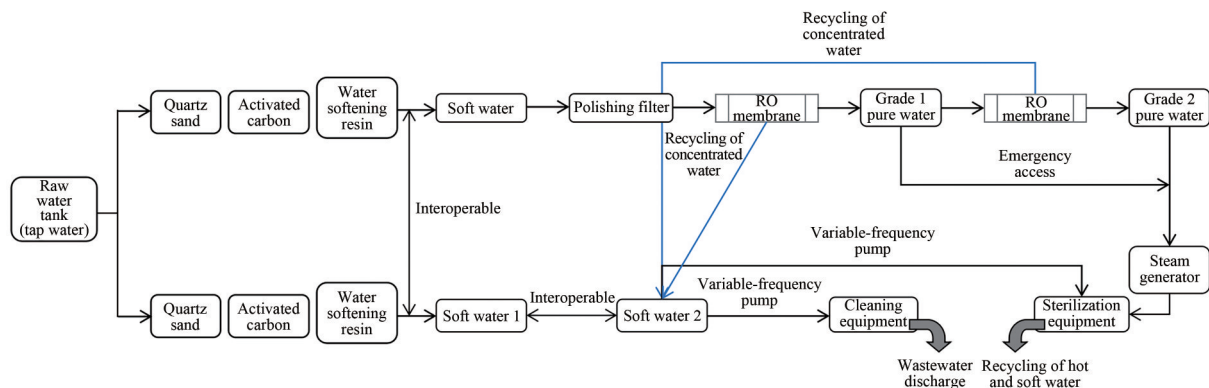 Recycling of
concentrated
water
Quartz
sand
Activated
carbon
Water
softening
resin
Soft water
Polishing filter
RO
membrane
Grade 1
pure water
RO
membrane
Grade 2
pure water
Recycling of
concentrated
water
Emergency
access
Raw
water
tank
(tap water)
Interoperable
Variable-frequency
pump
Steam
generator
Quartz
sand
Activated
carbon
Water
softening
resin
Soft water 1
Interoperable
Soft water 2
Variable-frequency
pump
Cleaning
equipment
Sterilization
equipment
Wastewater
discharge
Recycling of hot
and soft water